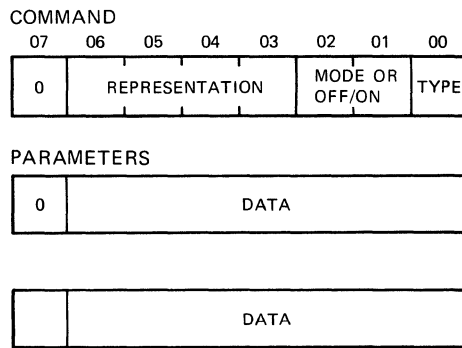 COMMAND
07 06 05 04 03 02 01 00
0 REPRESENTATION MODE OR OFF/ON TYPE
PARAMETERS
0 DATA
DATA